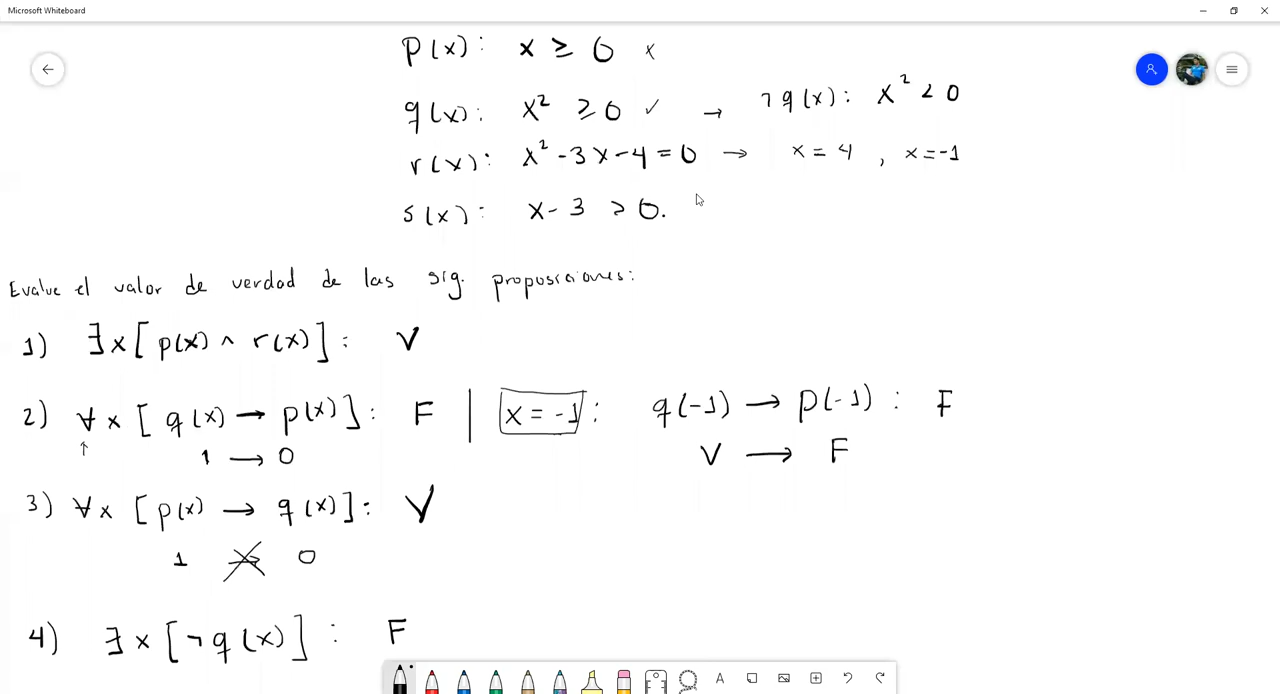 Microsoft Whiteboard
p(x): x ≥ 0 x
q(x): x² ≥ 0 ✓ → ¬q(x): x² < 0
r(x): x² - 3x - 4 = 0 → x = 4, x = -1
s(x): x - 3 > 0.
Evalue el valor de verdad de las sig. proposiciones:
1) ∃x [p(x) ∧ r(x)]: V
2) ∀x [q(x) → p(x)]: F | x = -1: q(-1) → p(-1): F
↑ 1 → 0 V → F
3) ∀x [p(x) → q(x)]: V
1 → 0
4) ∃x [¬q(x)]: F
A